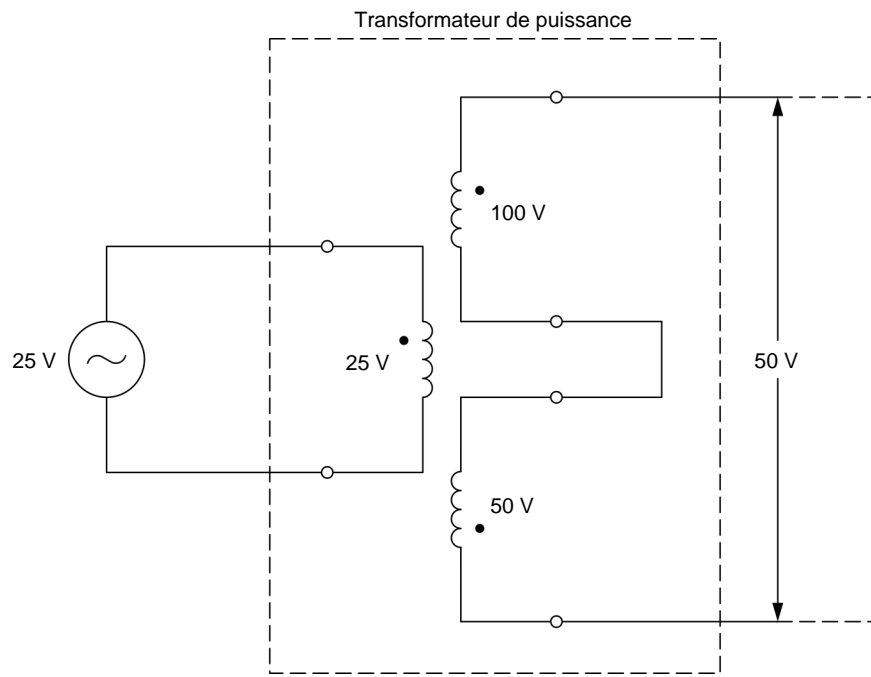 Transformateur de puissance
100 V
25 V
25 V
50 V
50 V